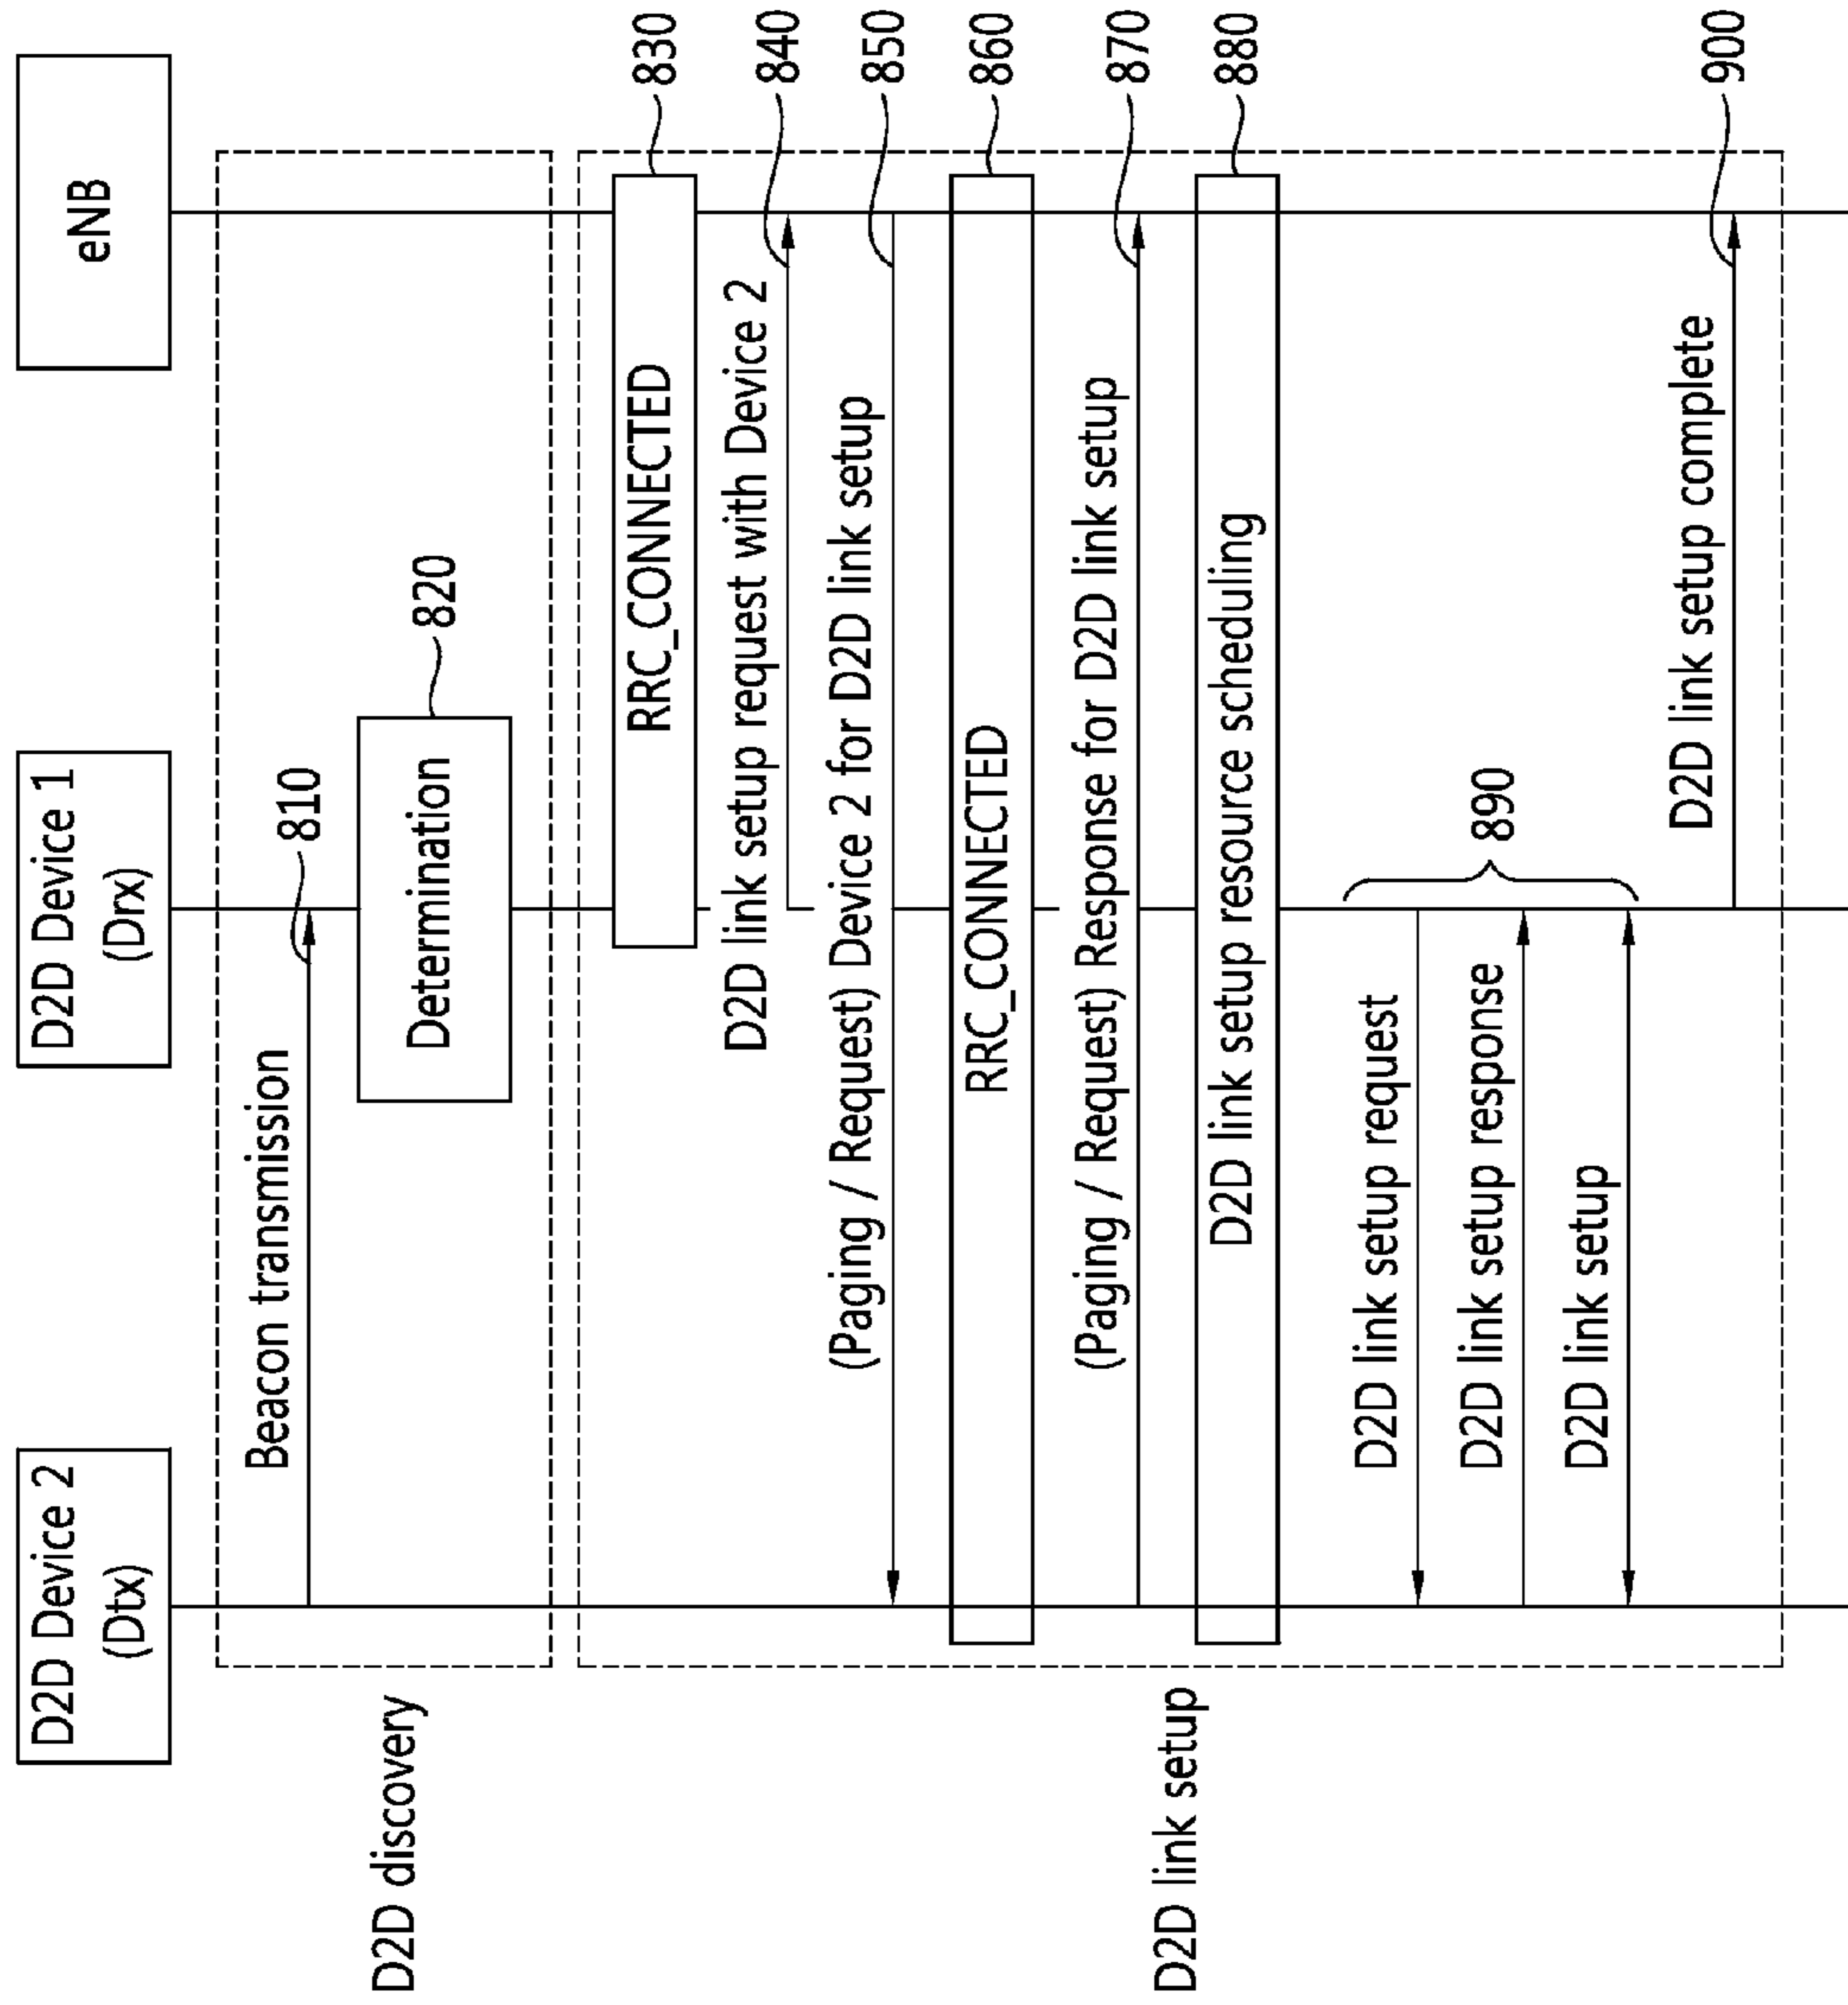 D2D Device 2
(Dtx)
D2D Device 1
(Drx)
eNB
D2D discovery
Beacon transmission
810
Determination
820
D2D link setup
RRC_CONNECTED
830
D2D link setup request with Device 2
840
(Paging / Request) Device 2 for D2D link setup
850
RRC_CONNECTED
860
(Paging / Request) Response for D2D link setup
870
D2D link setup resource scheduling
880
D2D link setup request
D2D link setup response
D2D link setup
890
D2D link setup complete
900